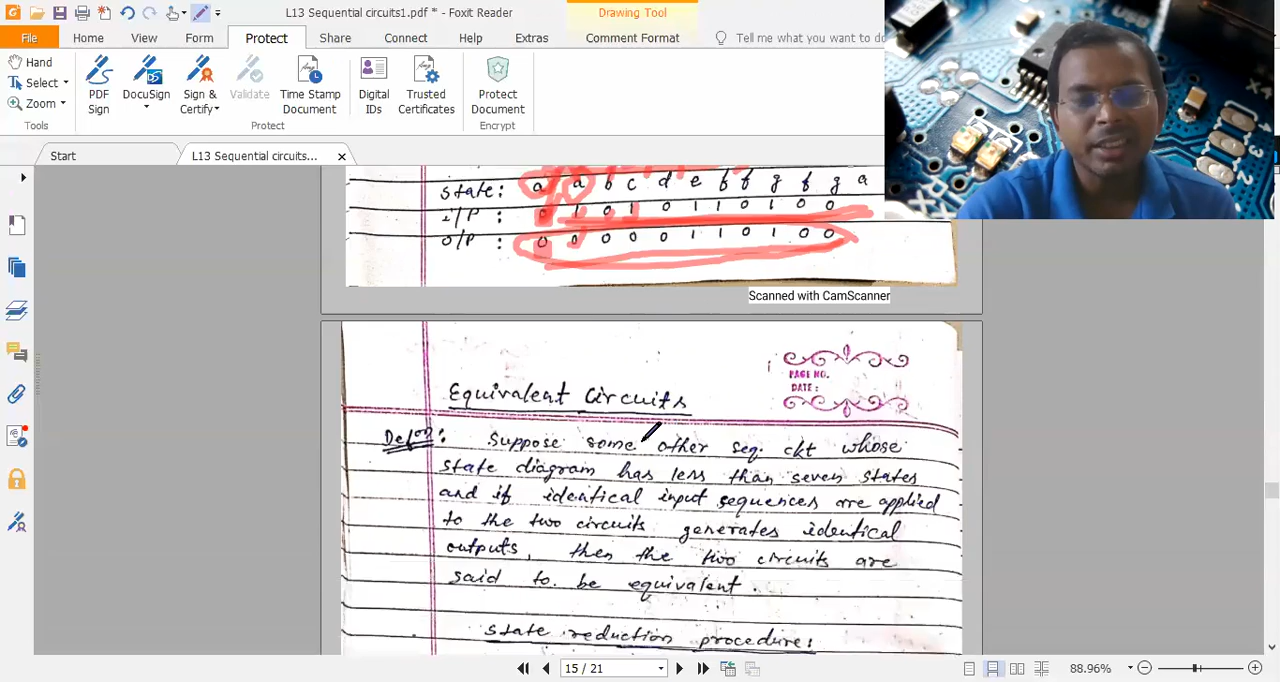 L13 Sequential circuits1.pdf * - Foxit Reader
Drawing Tool
File Home View Form Protect Share Connect Help Extras Comment Format Tell me what you want to do
Hand
Select
Zoom
Tools
PDF Sign
DocuSign
Sign & Certify
Validate
Time Stamp Document
Digital IDs
Trusted Certificates
Protect Document
Protect
Encrypt
Start
L13 Sequential circuits...
state: a a b c d e f f g f g a
i/P : 0 1 0 1 0 1 1 0 1 0 0
O/P : 0 0 0 0 0 1 1 0 1 0 0
Scanned with CamScanner
PAGE NO.
DATE :
Equivalent Circuits
Defon: Suppose some other seq. ckt whose
state diagram has less than seven states
and if identical input sequences are applied
to the two circuits generates identical
outputs, then the two circuits are
said to be equivalent.
State reduction procedure:
15 / 21
88.96%